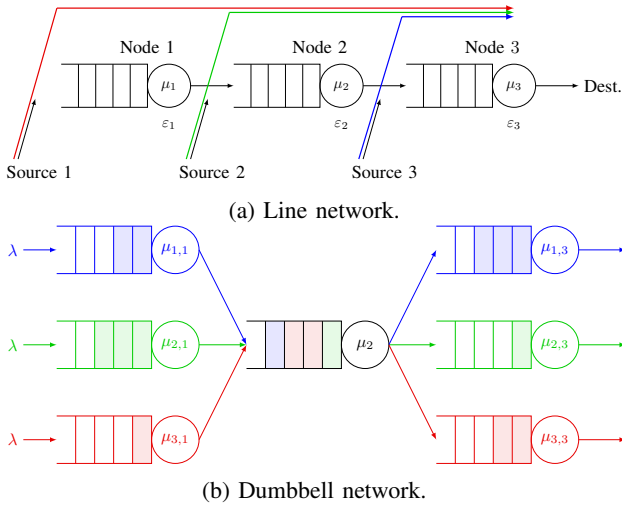 Node 1 Node 2 Node 3
μ₁ μ₂ μ₃ Dest.
ε₁ ε₂ ε₃
Source 1 Source 2 Source 3
(a) Line network.
λ μ₁,₁ μ₁,₃
λ μ₂,₁ μ₂ μ₂,₃
λ μ₃,₁ μ₃,₃
(b) Dumbbell network.